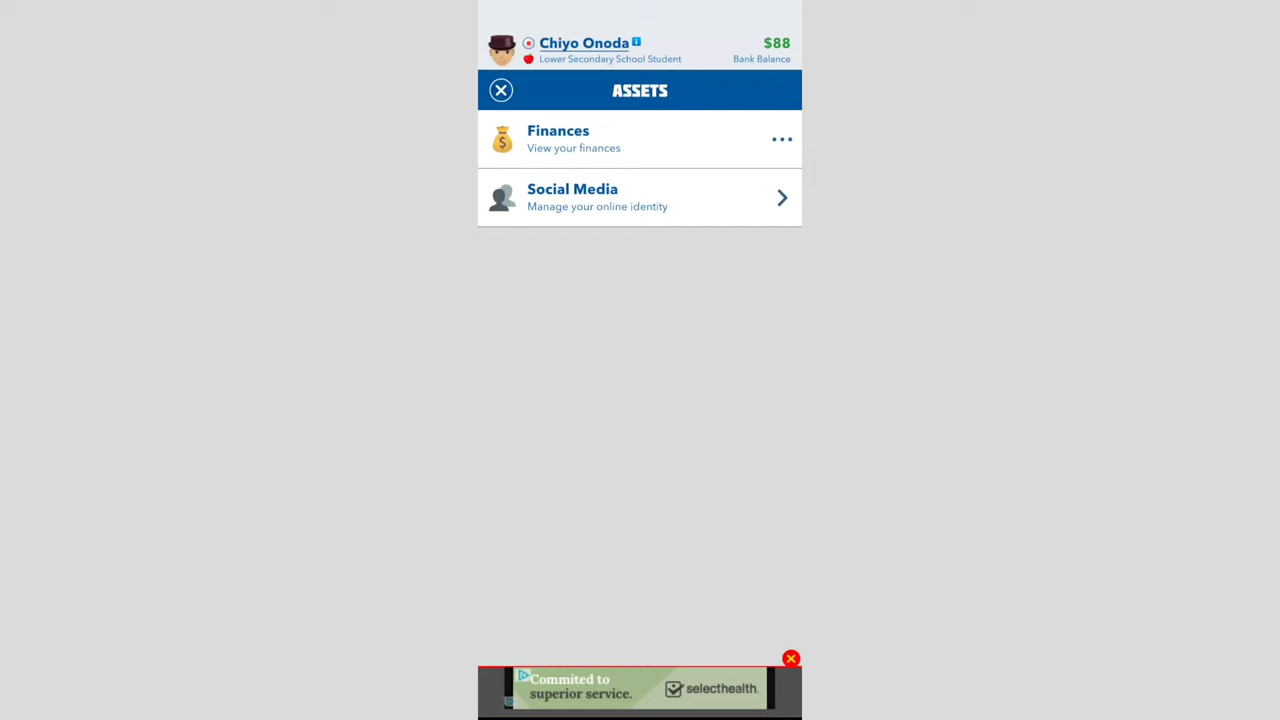 Chiyo Onoda
$88
Lower Secondary School Student
Bank Balance
ASSETS
Finances
View your finances
Social Media
Manage your online identity
Commited to
superior service.
selecthealth.